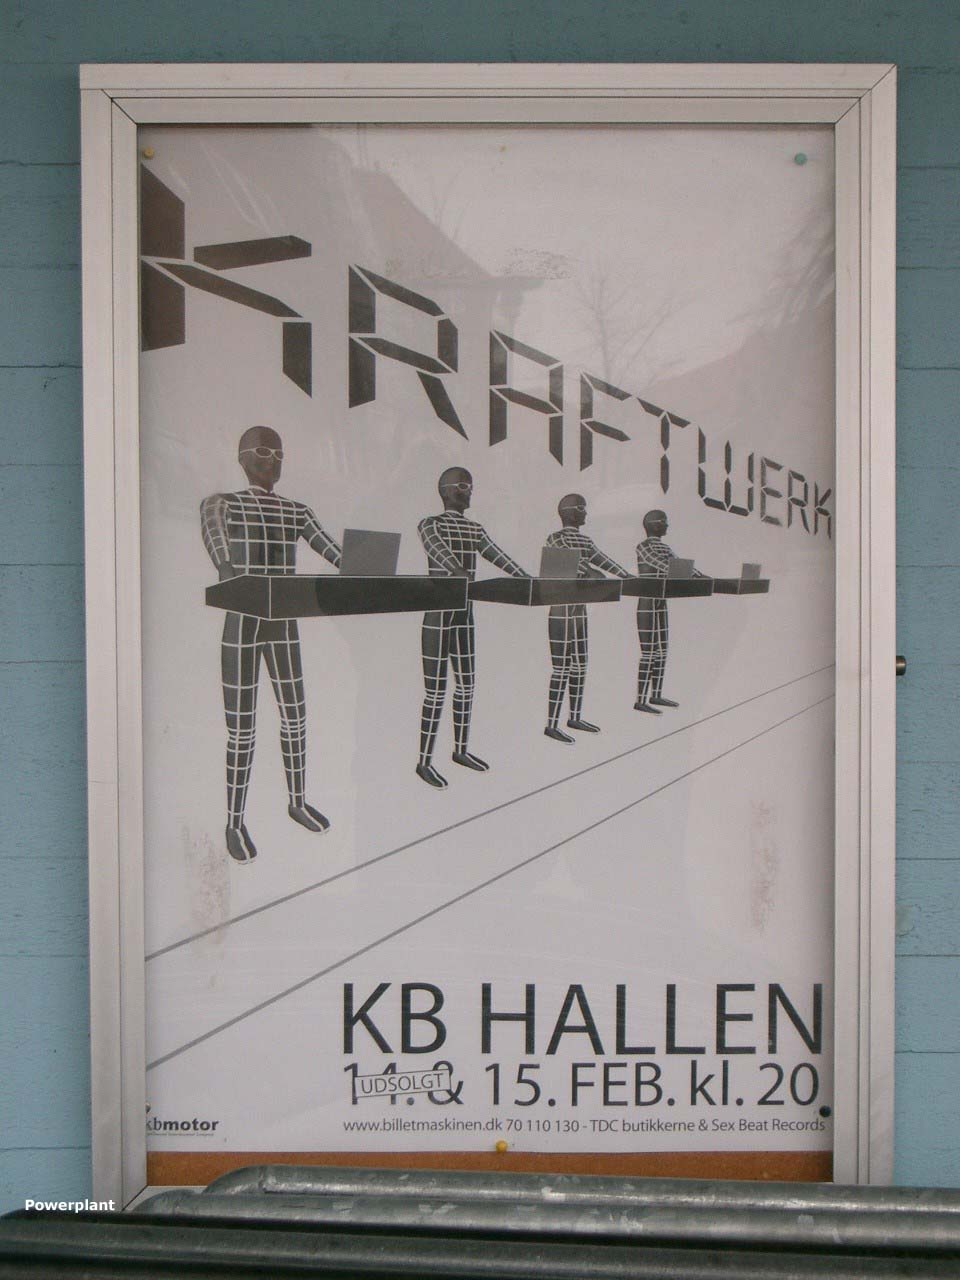 KRAFTWERK
KB HALLEN
14. & 15. FEB. kl. 20
UDSOLGT
www.billetmaskinen.dk 70 110 130 - TDC butikkerne & Sex Beat Records
kbmotor
Powerplant